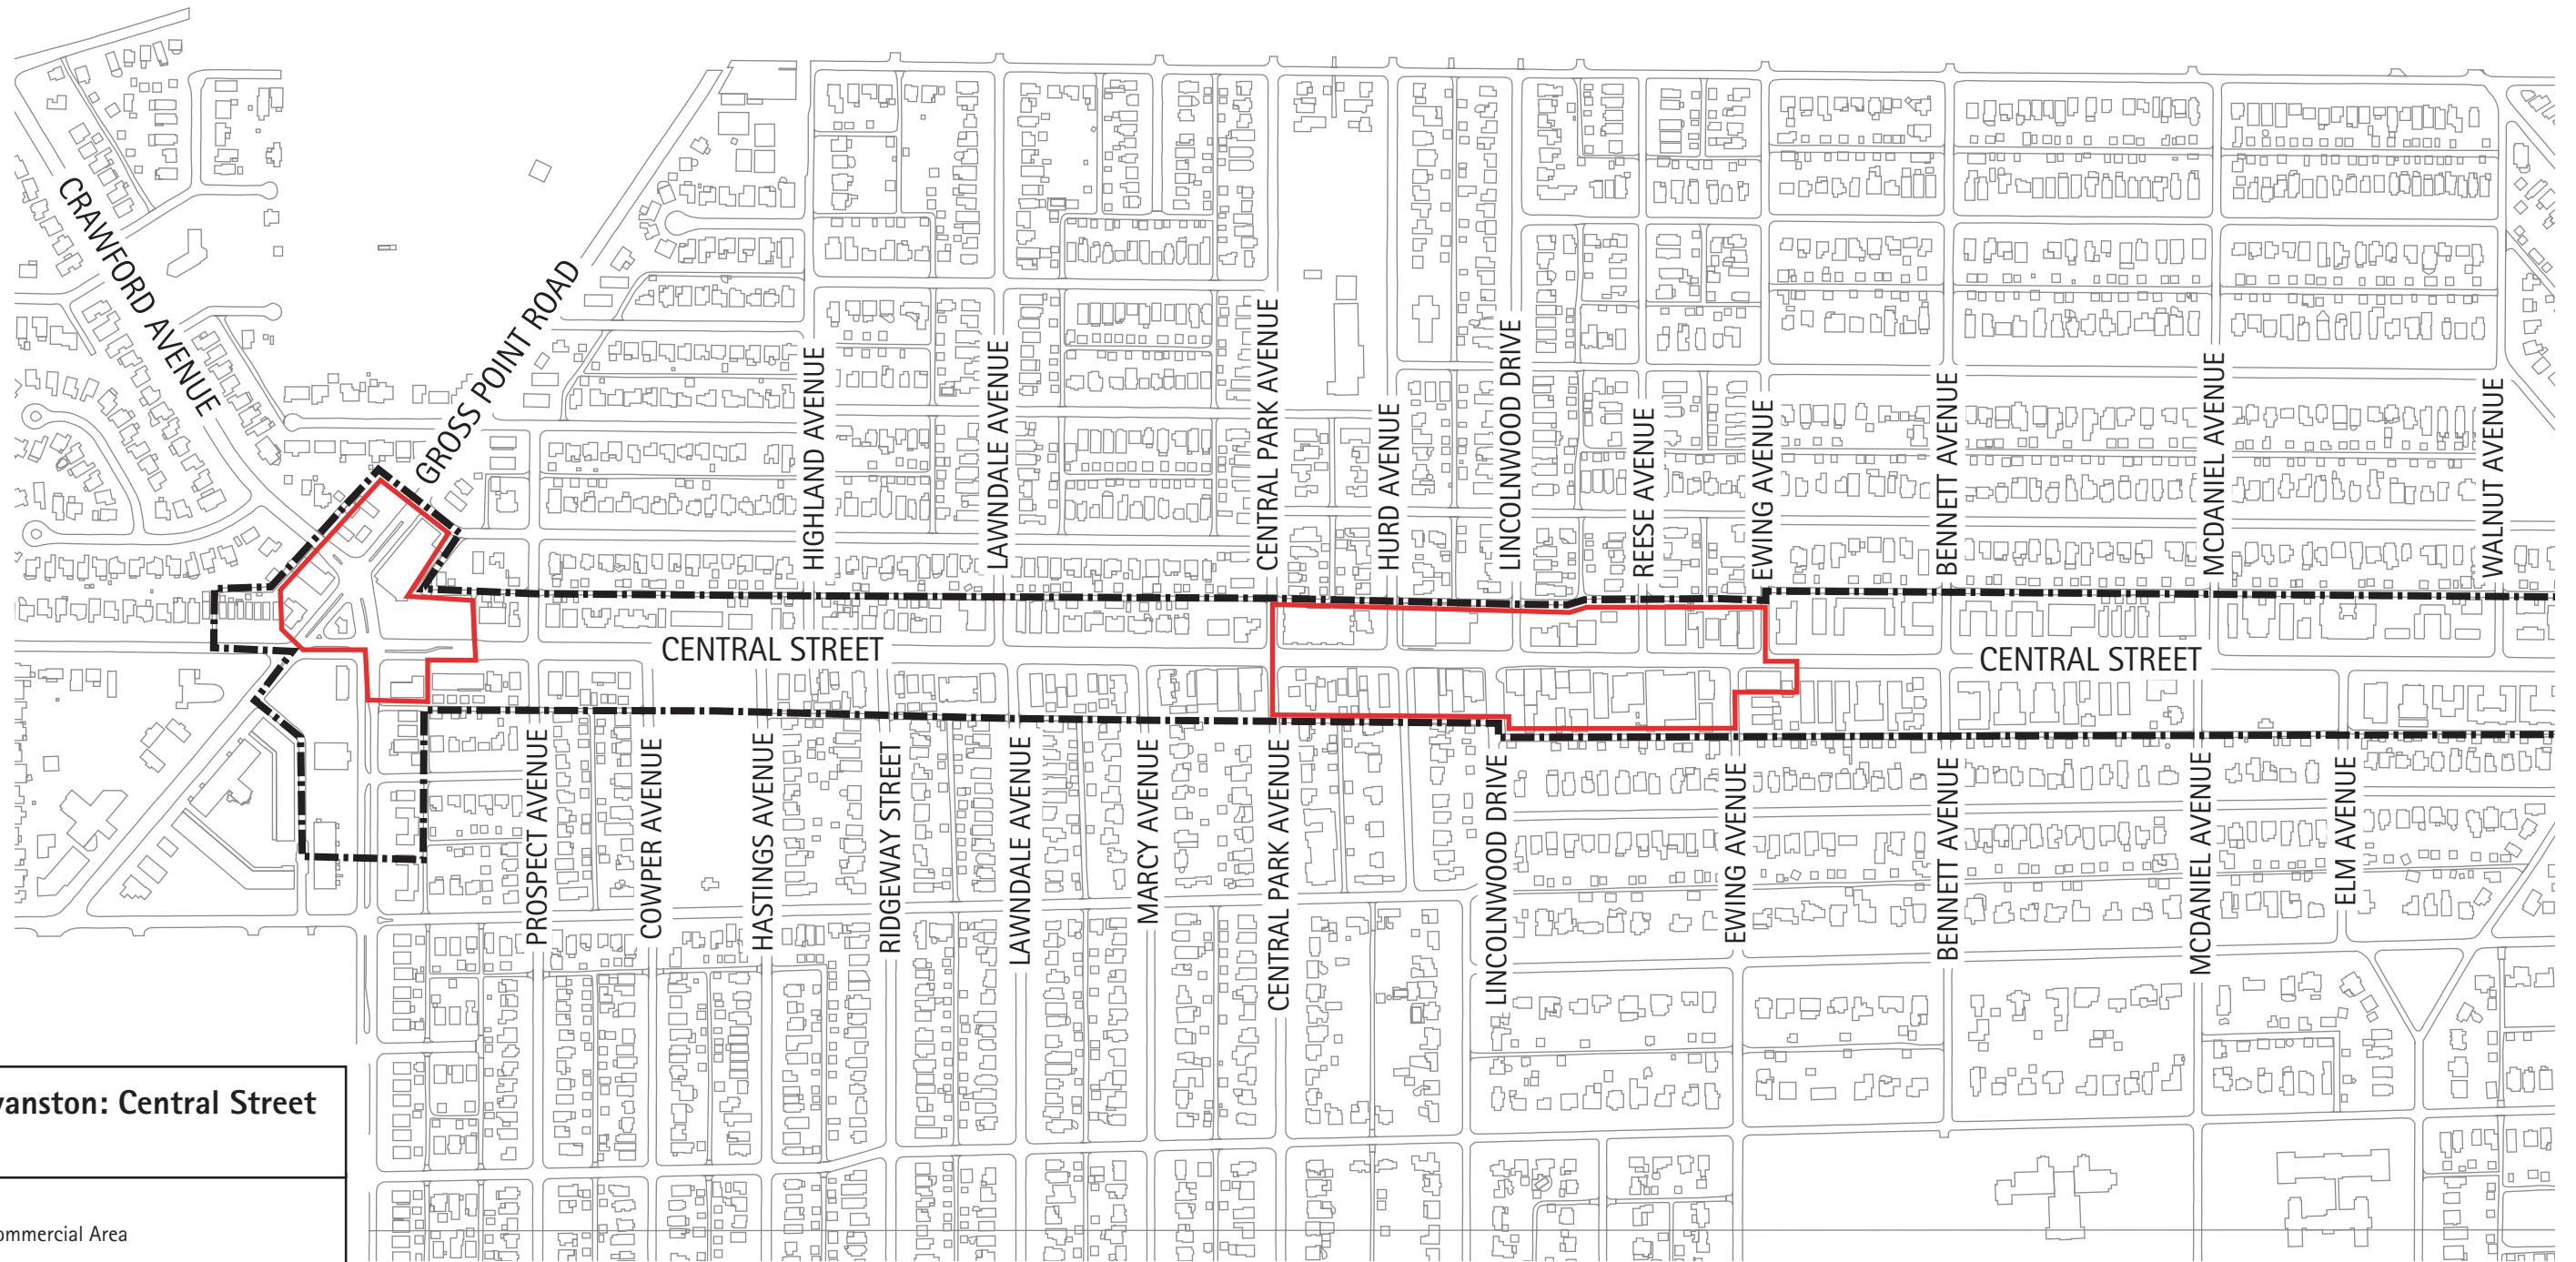 CRAWFORD AVENUE
GROSS POINT ROAD
HIGHLAND AVENUE
LAWNDALE AVENUE
CENTRAL PARK AVENUE
HURD AVENUE
LINCOLNWOOD DRIVE
REESE AVENUE
EWING AVENUE
BENNETT AVENUE
MCDANIEL AVENUE
WALNUT AVENUE
CENTRAL STREET
CENTRAL STREET
PROSPECT AVENUE
COWPER AVENUE
HASTINGS AVENUE
RIDGEWAY STREET
LAWNDALE AVENUE
MARCY AVENUE
CENTRAL PARK AVENUE
LINCOLNWOOD DRIVE
EWING AVENUE
BENNETT AVENUE
MCDANIEL AVENUE
ELM AVENUE
vanston: Central Street
ommercial Area